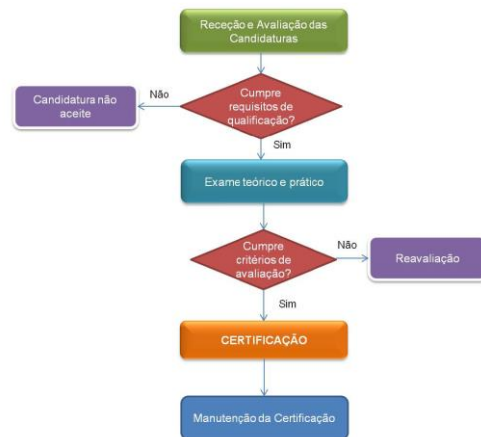 Receção e Avaliação das
Candidaturas
Não
Candidatura não
aceite
Cumpre
requisitos de
qualificação?
Sim
Exame teórico e prático
Cumpre
critérios de
avaliação?
Não
Reavaliação
Sim
CERTIFICAÇÃO
Manutenção da Certificação